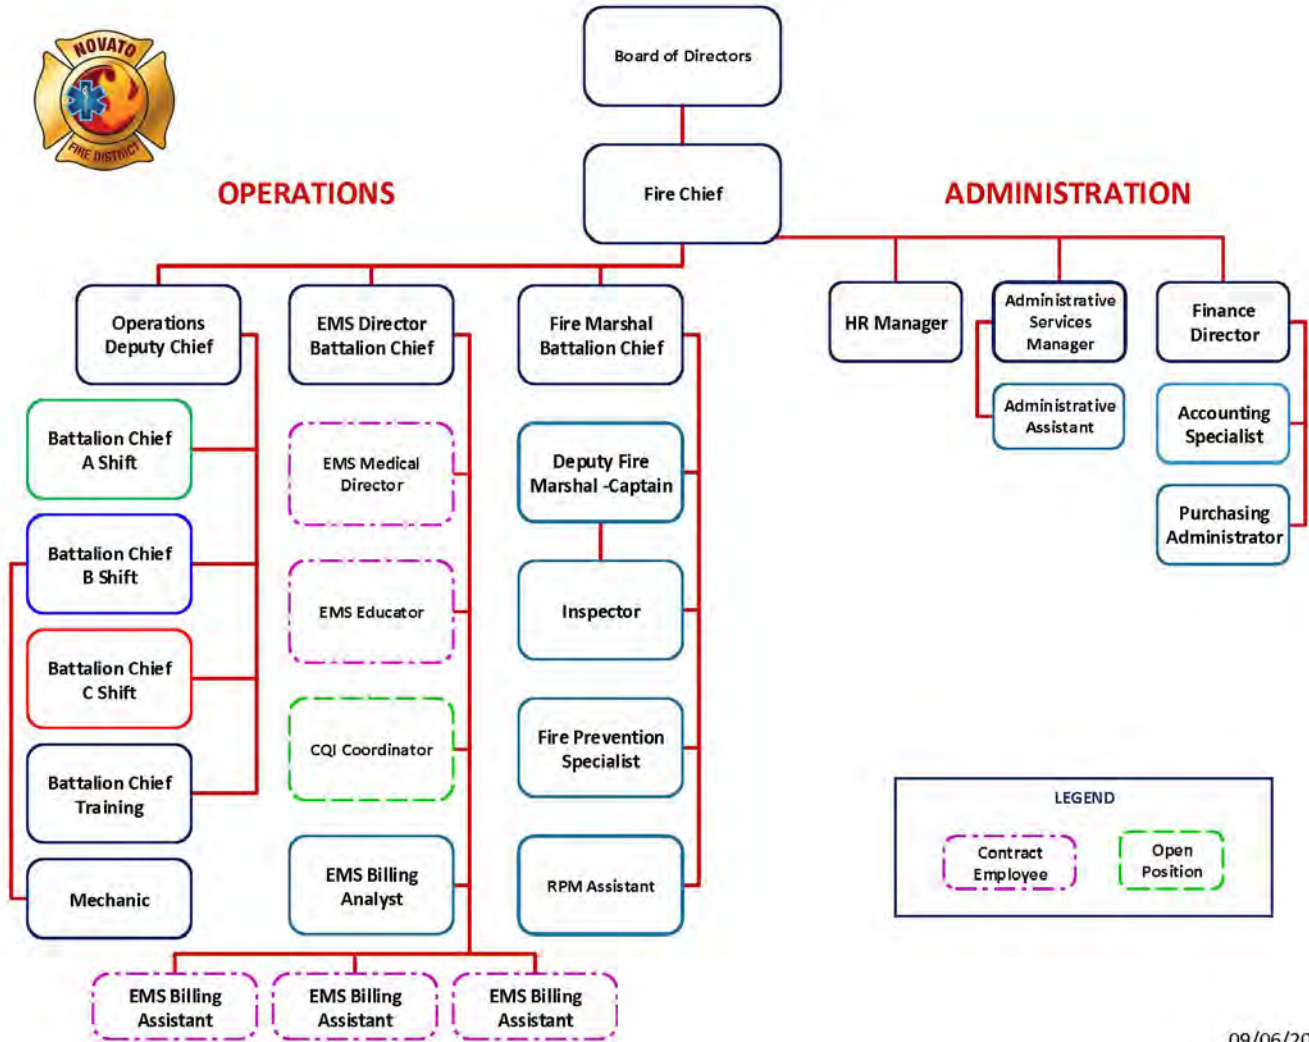 NOVATO
FIRE DISTRICT
Board of Directors
Fire Chief
OPERATIONS
ADMINISTRATION
Operations
Deputy Chief
EMS Director
Battalion Chief
Fire Marshal
Battalion Chief
HR Manager
Administrative
Services
Manager
Finance
Director
Battalion Chief
A Shift
EMS Medical
Director
Deputy Fire
Marshal -Captain
Administrative
Assistant
Accounting
Specialist
Battalion Chief
B Shift
EMS Educator
Inspector
Purchasing
Administrator
Battalion Chief
C Shift
CQI Coordinator
Fire Prevention
Specialist
Battalion Chief
Training
EMS Billing
Analyst
RPM Assistant
Mechanic
EMS Billing
Assistant
EMS Billing
Assistant
EMS Billing
Assistant
LEGEND
Contract
Employee
Open
Position
09/06/20